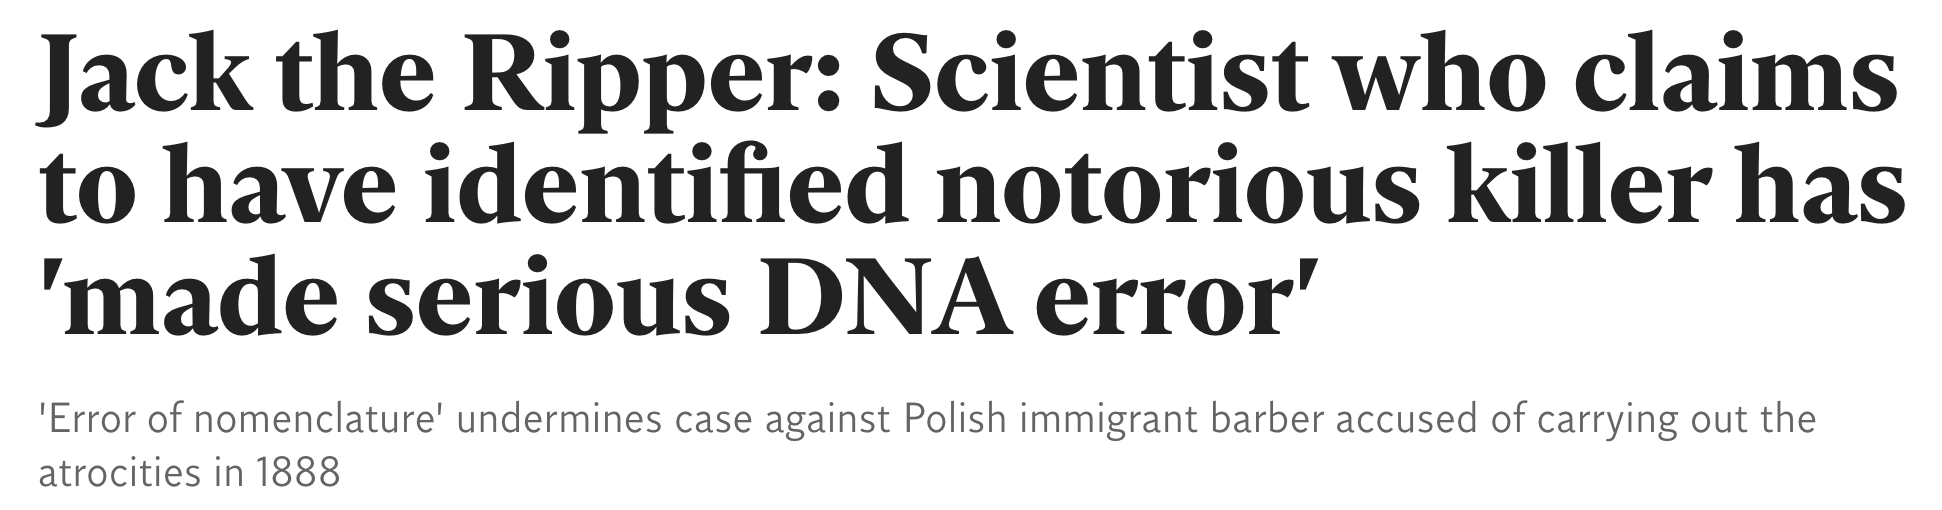 Jack the Ripper: Scientist who claims
to have identified notorious killer has
'made serious DNA error'
'Error of nomenclature' undermines case against Polish immigrant barber accused of carrying out the
atrocities in 1888